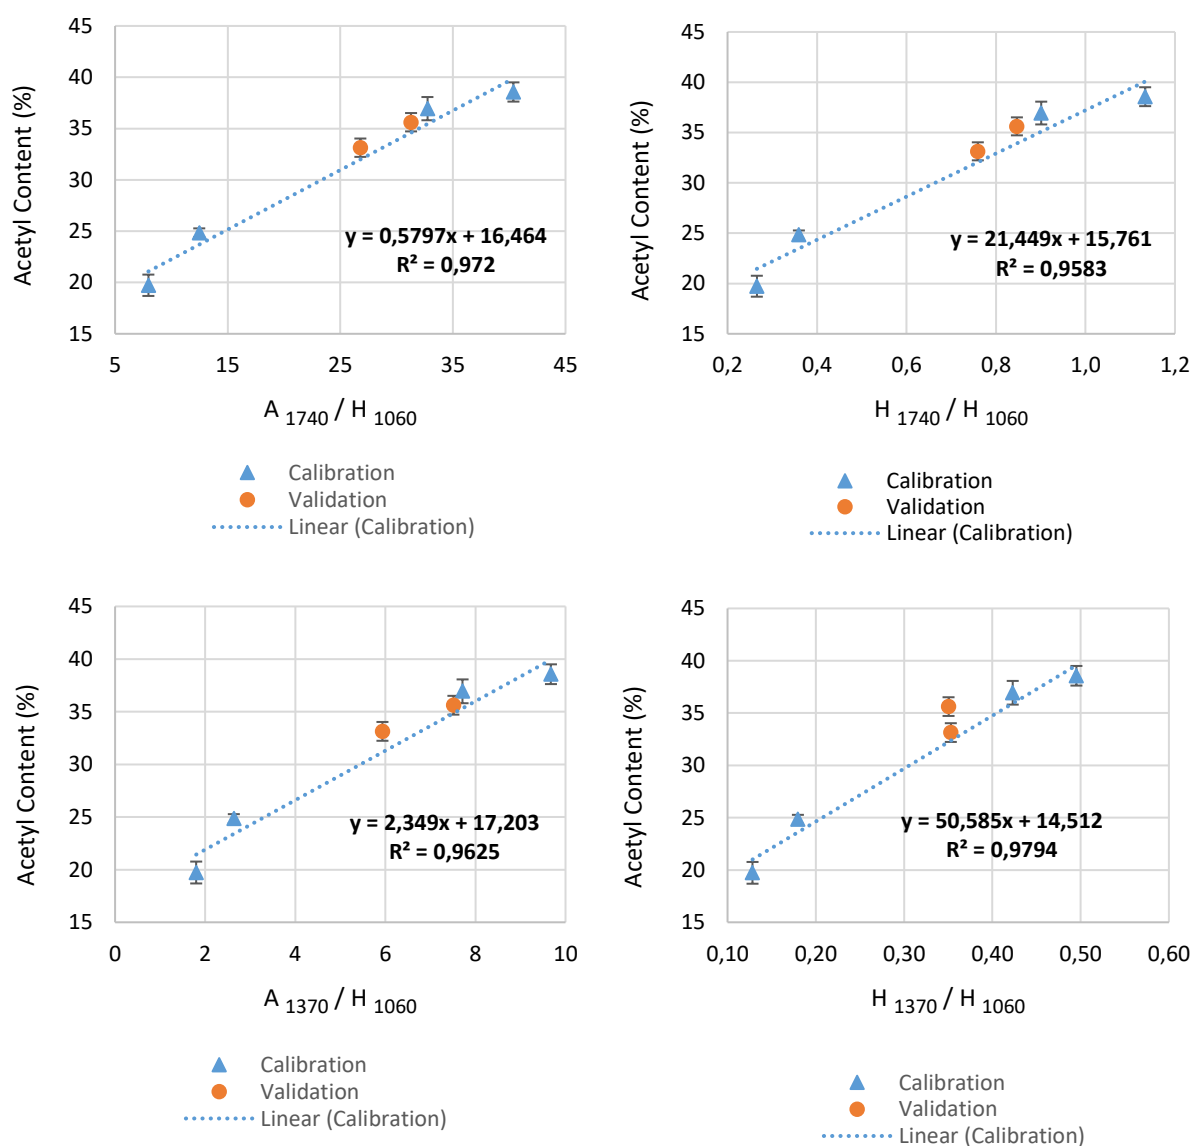 45
40
35
30
25
20
15
Acetyl Content (%)
y = 0,5797x + 16,464
R² = 0,972
5 15 25 35 45
A 1740 / H 1060
Calibration
Validation
Linear (Calibration)
45
40
35
30
25
20
15
Acetyl Content (%)
y = 21,449x + 15,761
R² = 0,9583
0,2 0,4 0,6 0,8 1,0 1,2
H 1740 / H 1060
Calibration
Validation
Linear (Calibration)
45
40
35
30
25
20
15
Acetyl Content (%)
y = 2,349x + 17,203
R² = 0,9625
0 2 4 6 8 10
A 1370 / H 1060
Calibration
Validation
Linear (Calibration)
45
40
35
30
25
20
15
Acetyl Content (%)
y = 50,585x + 14,512
R² = 0,9794
0,10 0,20 0,30 0,40 0,50 0,60
H 1370 / H 1060
Calibration
Validation
Linear (Calibration)